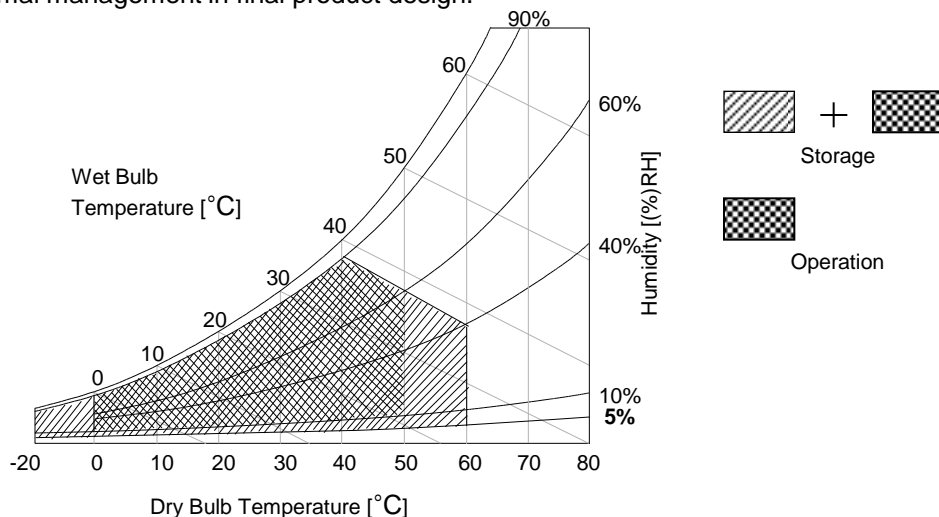 rmal management in final product design.
90%
60
60%
50
Wet Bulb
Temperature [°C]
40
40%
Humidity [(%)RH]
30
20
10
0
10%
5%
-20 0 10 20 30 40 50 60 70 80
Dry Bulb Temperature [°C]
+
Storage
Operation